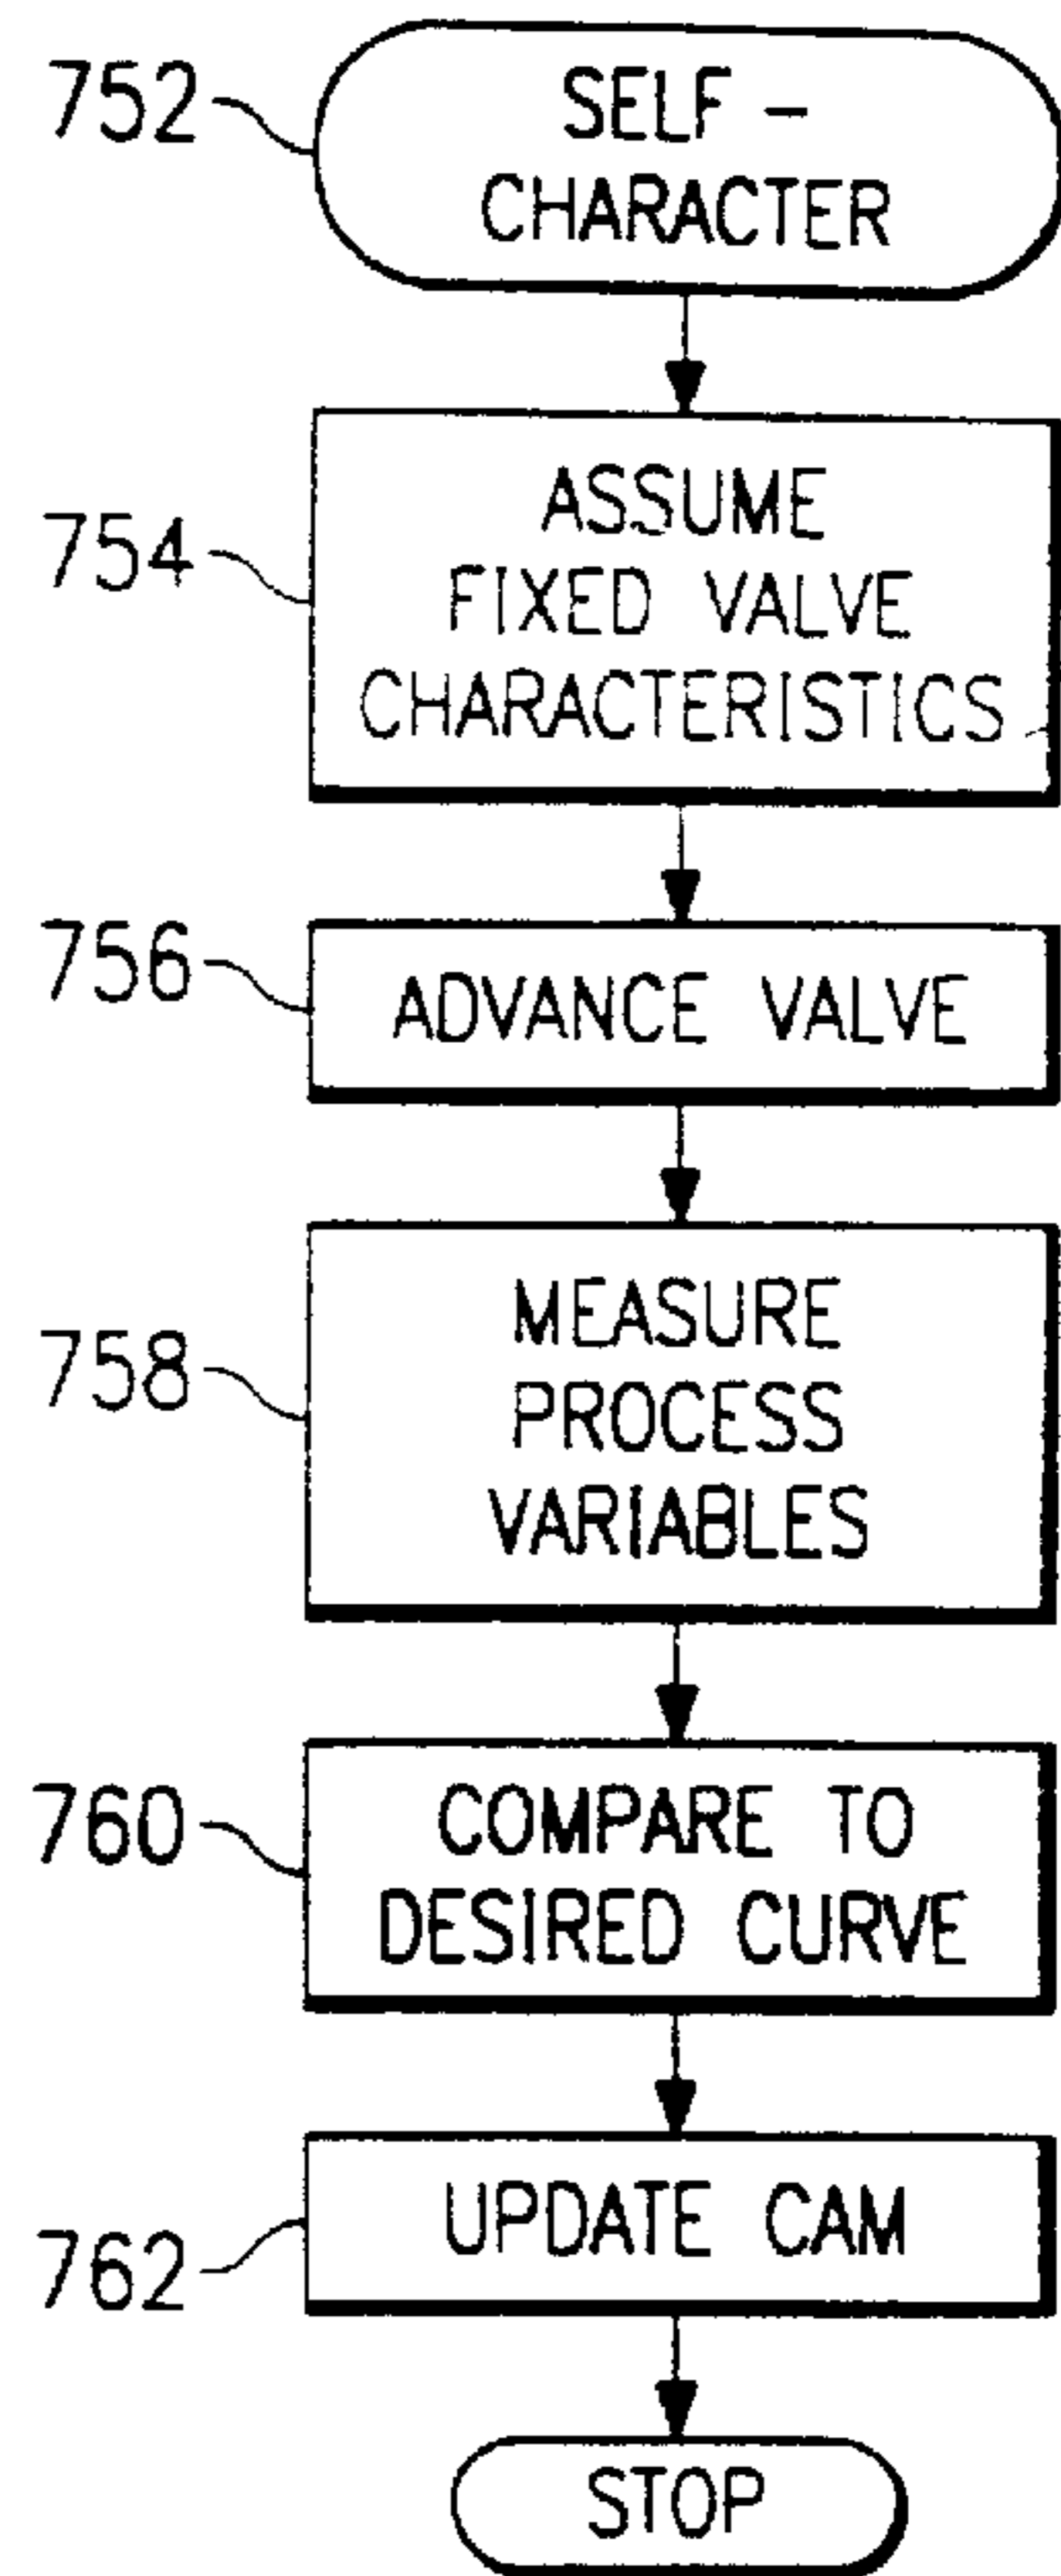 752
SELF -
CHARACTER
754
ASSUME
FIXED VALVE
CHARACTERISTICS
756
ADVANCE VALVE
758
MEASURE
PROCESS
VARIABLES
760
COMPARE TO
DESIRED CURVE
762
UPDATE CAM
STOP